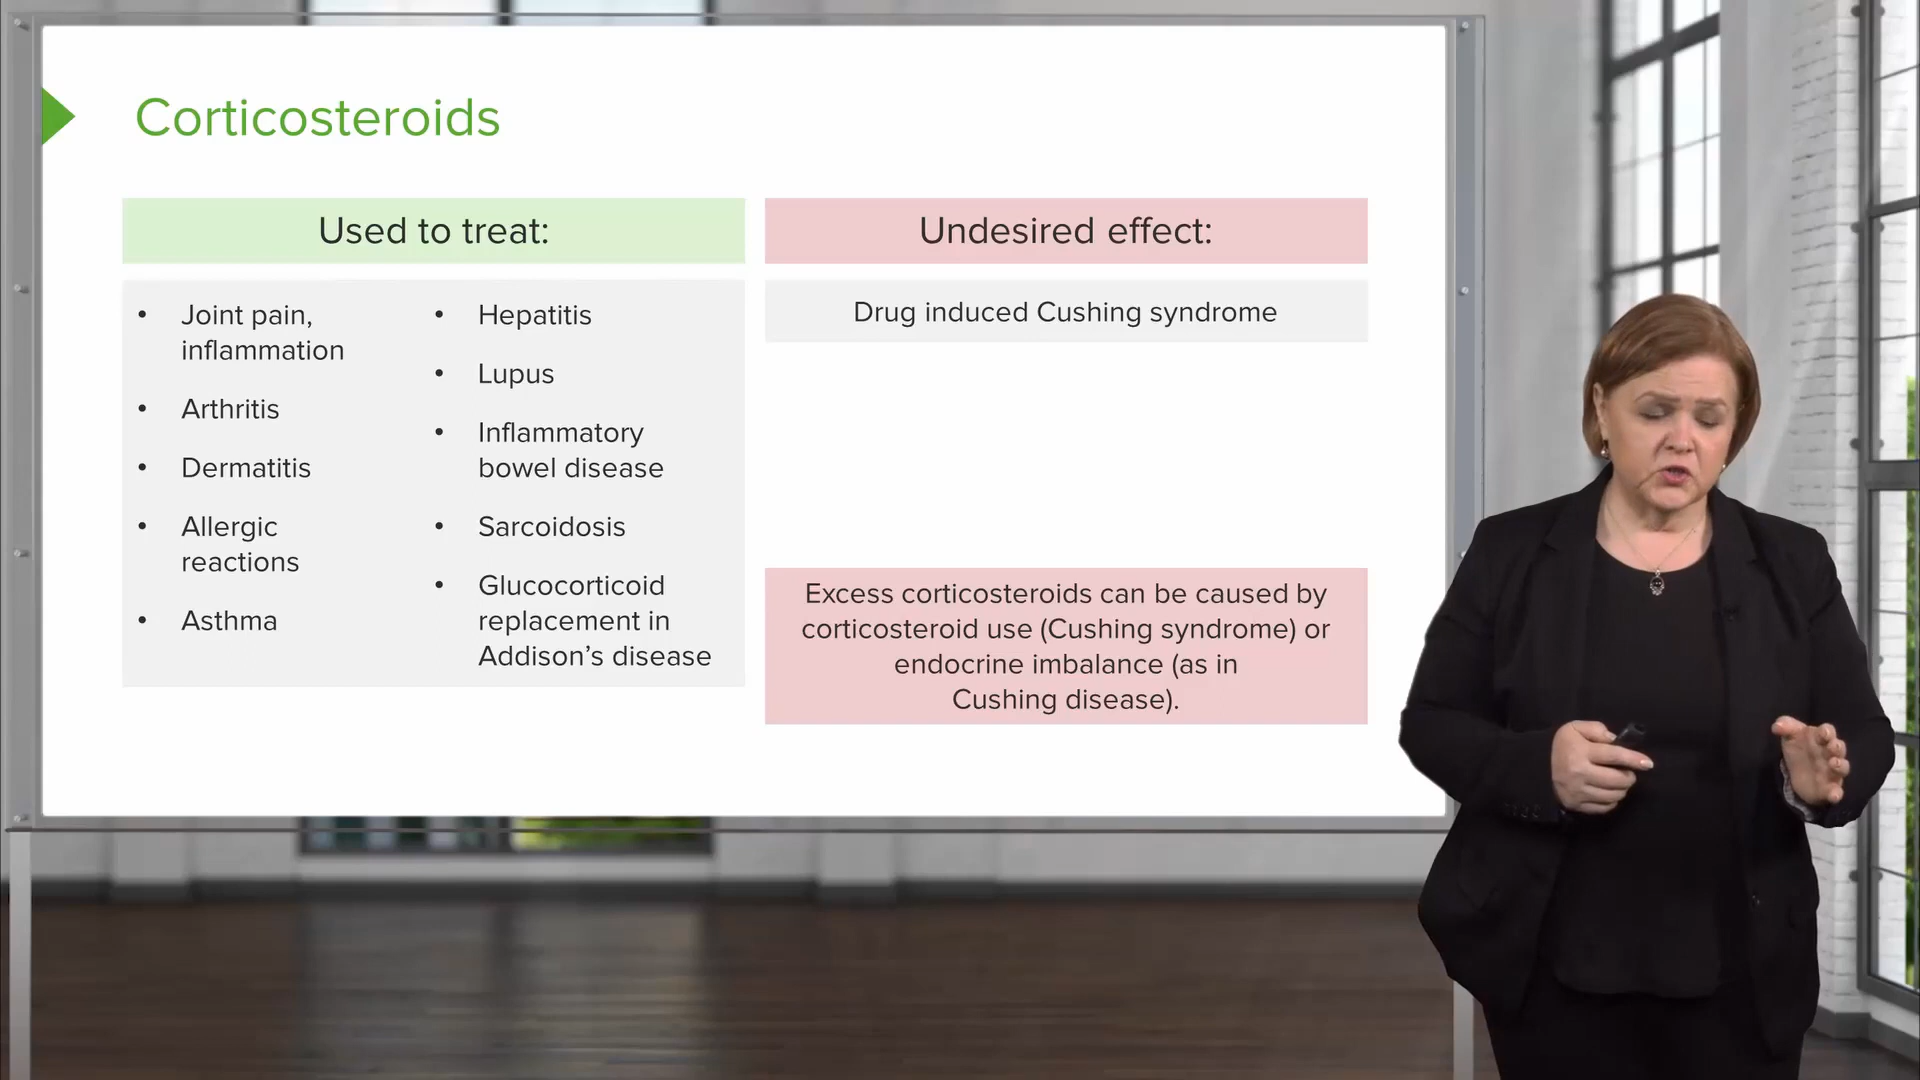 Corticosteroids
Used to treat:
• Joint pain,
inflammation
• Arthritis
• Dermatitis
• Allergic
reactions
• Asthma
• Hepatitis
• Lupus
• Inflammatory
bowel disease
• Sarcoidosis
• Glucocorticoid
replacement in
Addison’s disease
Undesired effect:
Drug induced Cushing syndrome
Excess corticosteroids can be caused by
corticosteroid use (Cushing syndrome) or
endocrine imbalance (as in
Cushing disease).